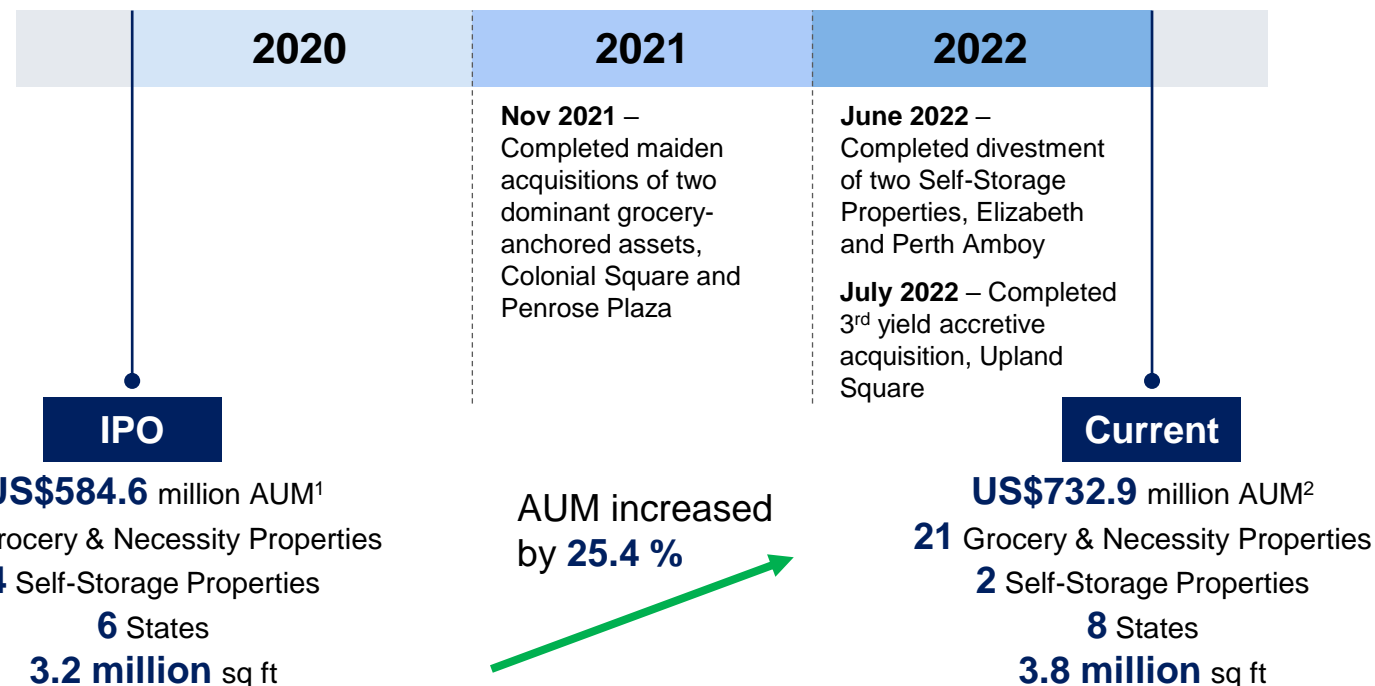 2020
2021
2022
Nov 2021 –
Completed maiden
acquisitions of two
dominant grocery-
anchored assets,
Colonial Square and
Penrose Plaza
June 2022 –
Completed divestment
of two Self-Storage
Properties, Elizabeth
and Perth Amboy
July 2022 – Completed
3rd yield accretive
acquisition, Upland
Square
IPO
US$584.6 million AUM1
Grocery & Necessity Properties
4 Self-Storage Properties
6 States
3.2 million sq ft
AUM increased
by 25.4 %
Current
US$732.9 million AUM2
21 Grocery & Necessity Properties
2 Self-Storage Properties
8 States
3.8 million sq ft